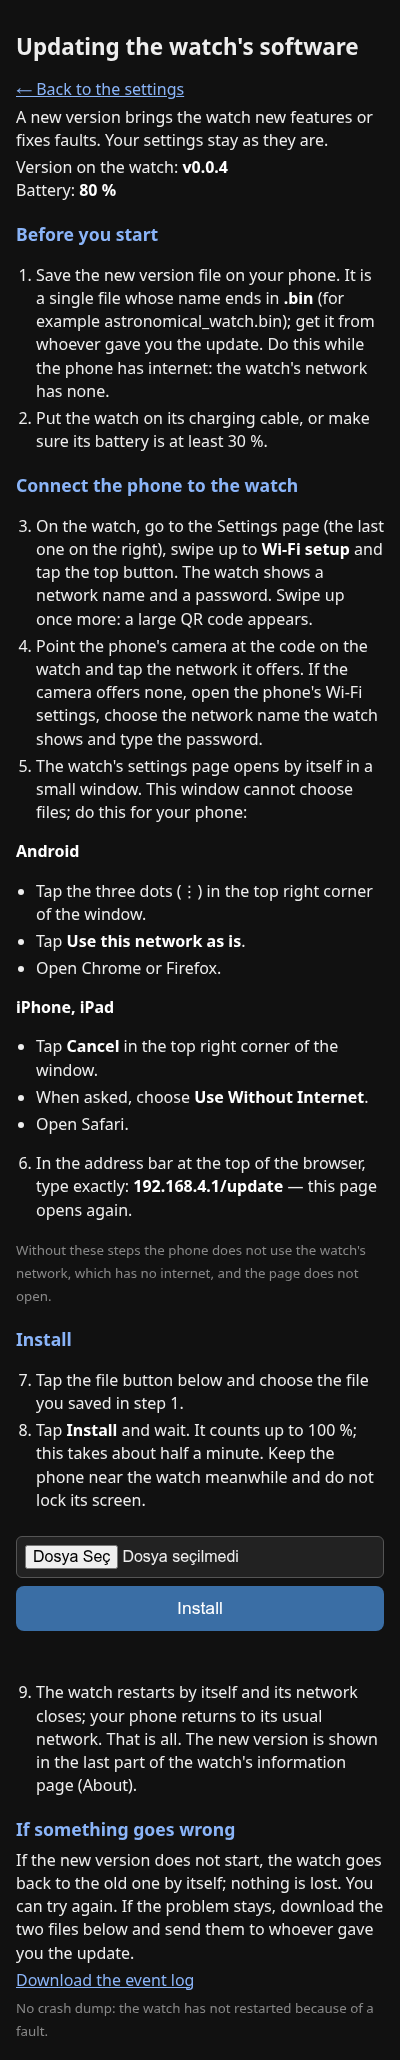 Updating the watch's software
← Back to the settings
A new version brings the watch new features or
fixes faults. Your settings stay as they are.
Version on the watch: v0.0.4
Battery: 80 %
Before you start
1. Save the new version file on your phone. It is
a single file whose name ends in .bin (for
example astronomical_watch.bin); get it from
whoever gave you the update. Do this while
the phone has internet: the watch's network
has none.
2. Put the watch on its charging cable, or make
sure its battery is at least 30 %.
Connect the phone to the watch
3. On the watch, go to the Settings page (the last
one on the right), swipe up to Wi-Fi setup and
tap the top button. The watch shows a
network name and a password. Swipe up
once more: a large QR code appears.
4. Point the phone's camera at the code on the
watch and tap the network it offers. If the
camera offers none, open the phone's Wi-Fi
settings, choose the network name the watch
shows and type the password.
5. The watch's settings page opens by itself in a
small window. This window cannot choose
files; do this for your phone:
Android
• Tap the three dots (⋮) in the top right corner
of the window.
• Tap Use this network as is.
• Open Chrome or Firefox.
iPhone, iPad
• Tap Cancel in the top right corner of the
window.
• When asked, choose Use Without Internet.
• Open Safari.
6. In the address bar at the top of the browser,
type exactly: 192.168.4.1/update — this page
opens again.
Without these steps the phone does not use the watch's
network, which has no internet, and the page does not
open.
Install
7. Tap the file button below and choose the file
you saved in step 1.
8. Tap Install and wait. It counts up to 100 %;
this takes about half a minute. Keep the
phone near the watch meanwhile and do not
lock its screen.
Dosya Seç Dosya seçilmedi
Install
9. The watch restarts by itself and its network
closes; your phone returns to its usual
network. That is all. The new version is shown
in the last part of the watch's information
page (About).
If something goes wrong
If the new version does not start, the watch goes
back to the old one by itself; nothing is lost. You
can try again. If the problem stays, download the
two files below and send them to whoever gave
you the update.
Download the event log
No crash dump: the watch has not restarted because of a
fault.